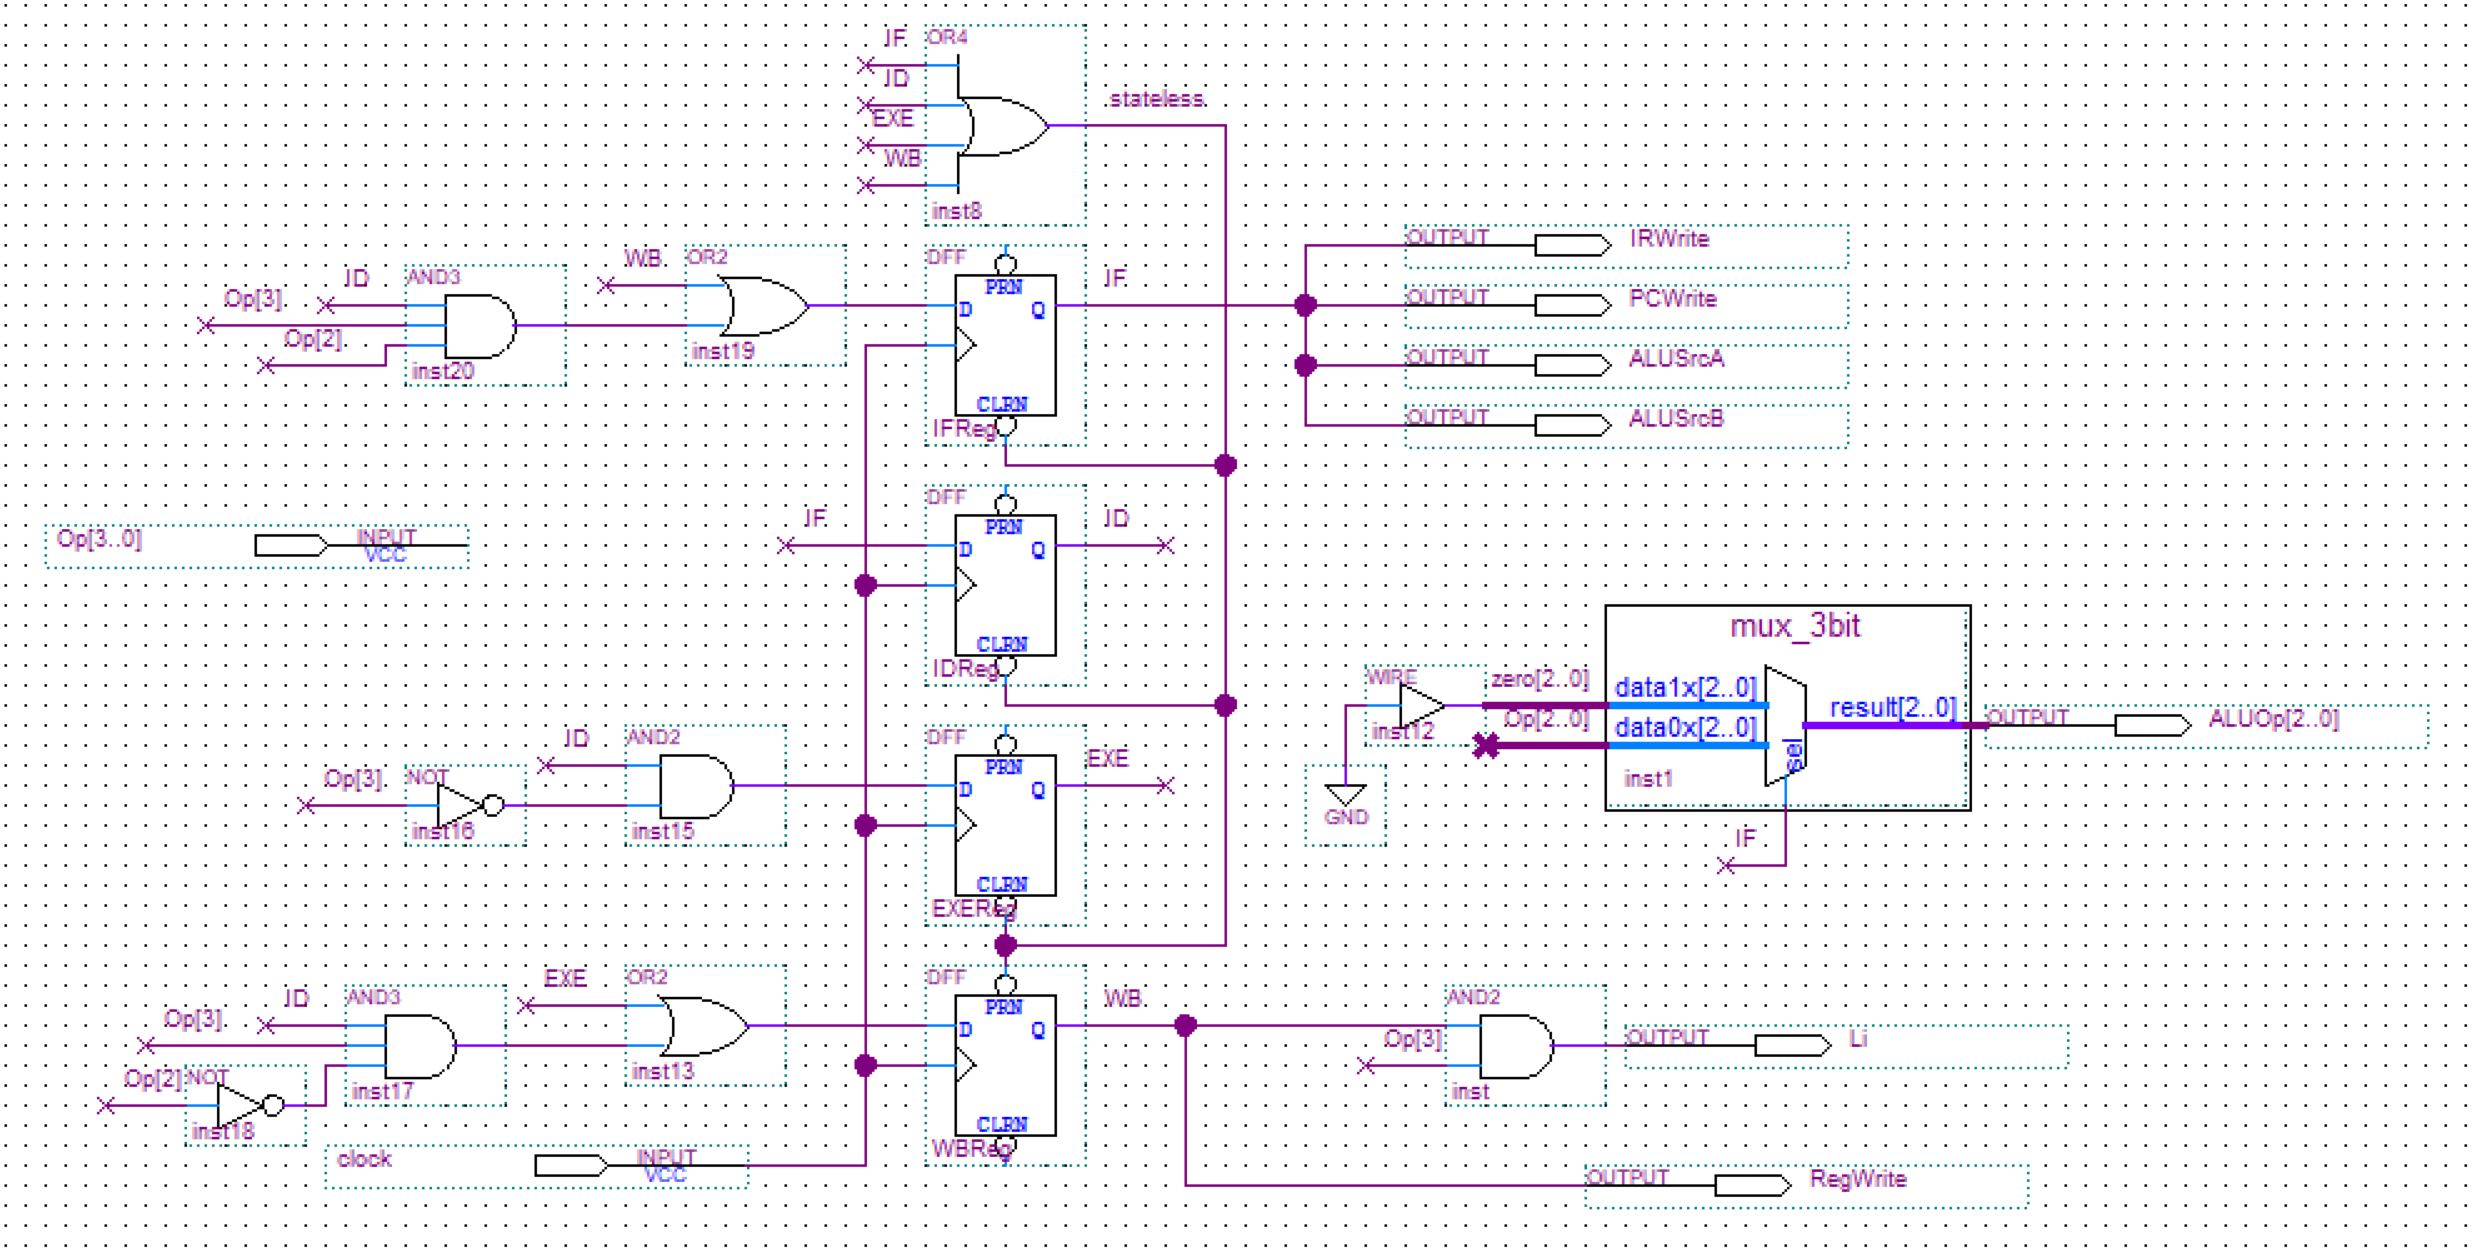 IF
OR4
ID
EXE
WB
stateless
inst8
Op[3]
ID
AND3
Op[2]
inst20
WB
OR2
inst19
DFF
PRN
D
Q
CLRN
IFReg
IF
OUTPUT
IRWrite
OUTPUT
PCWrite
OUTPUT
ALUSrcA
OUTPUT
ALUSrcB
Op[3..0]
INPUT
VCC
IF
DFF
PRN
D
Q
CLRN
IDReg
ID
Op[3]
NOT
inst16
ID
AND2
inst15
DFF
PRN
D
Q
CLRN
EXEReg
EXE
WIRE
inst12
GND
zero[2..0]
Op[2..0]
mux_3bit
data1x[2..0]
data0x[2..0]
result[2..0]
sel
inst1
IF
OUTPUT
ALUOp[2..0]
ID
AND3
Op[3]
Op[2]
NOT
inst18
inst17
EXE
OR2
inst13
DFF
PRN
D
Q
CLRN
WBReg
WB
Op[3]
AND2
inst
OUTPUT
Li
clock
INPUT
VCC
OUTPUT
RegWrite